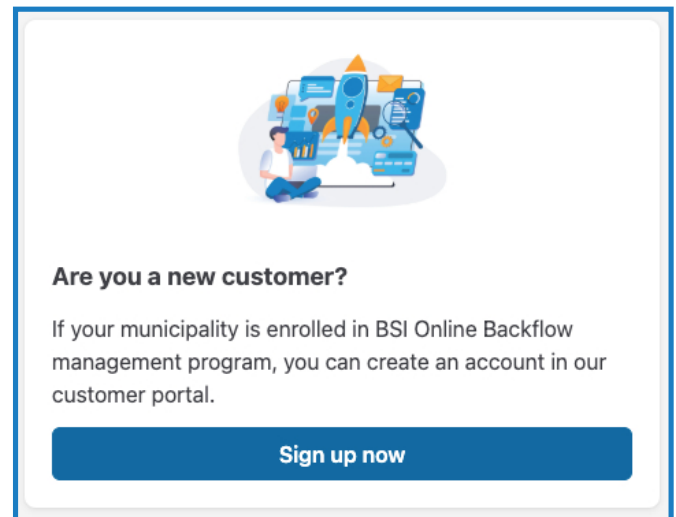 Are you a new customer?
If your municipality is enrolled in BSI Online Backflow
management program, you can create an account in our
customer portal.
Sign up now